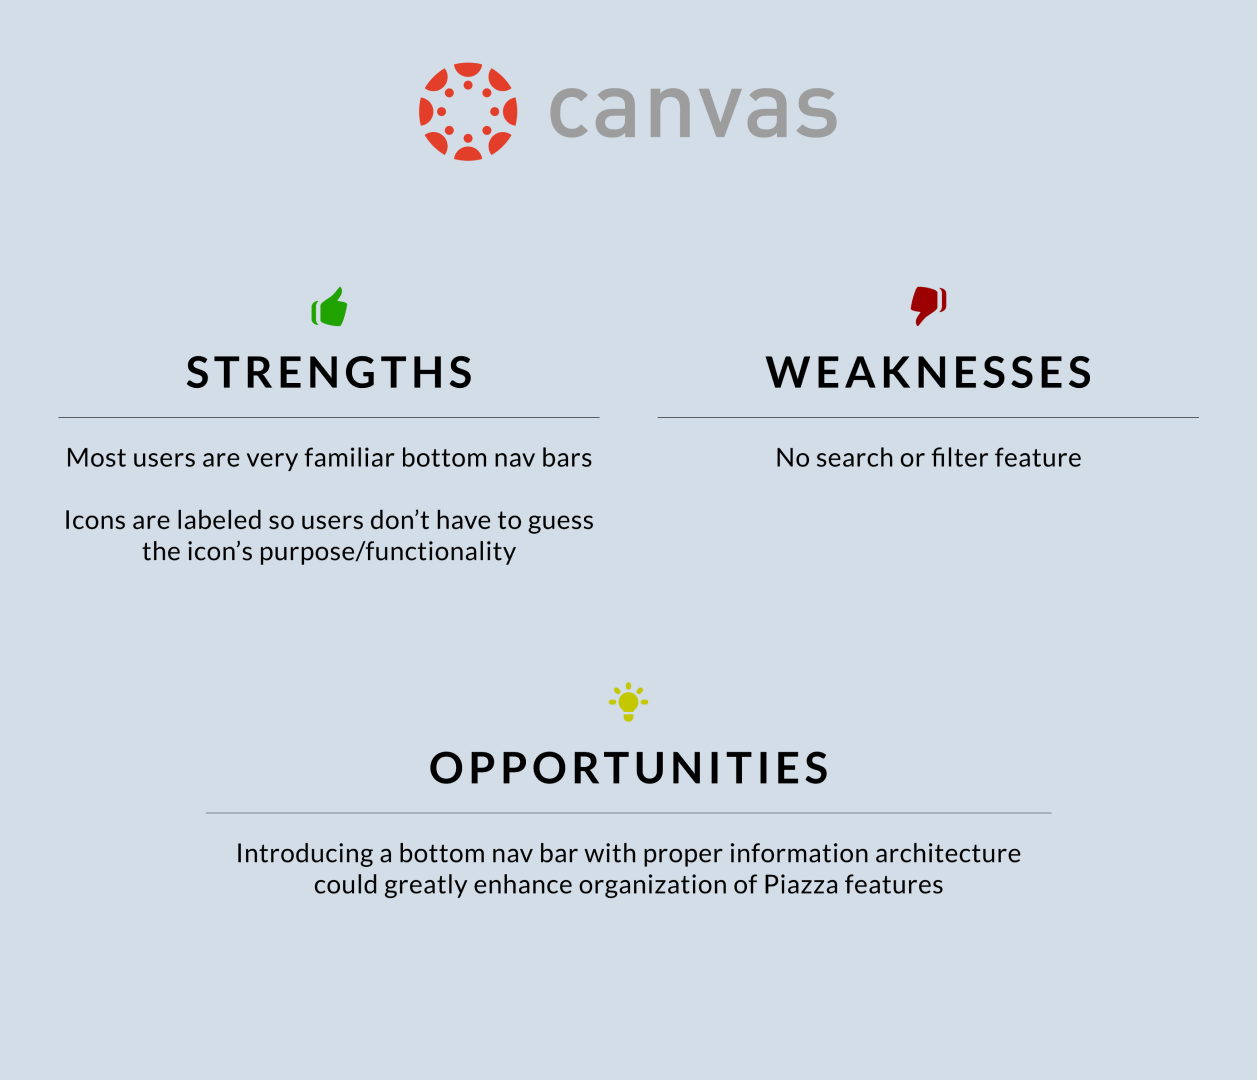 canvas
STRENGTHS
Most users are very familiar bottom nav bars
Icons are labeled so users don’t have to guess
the icon’s purpose/functionality
WEAKNESSES
No search or filter feature
OPPORTUNITIES
Introducing a bottom nav bar with proper information architecture
could greatly enhance organization of Piazza features